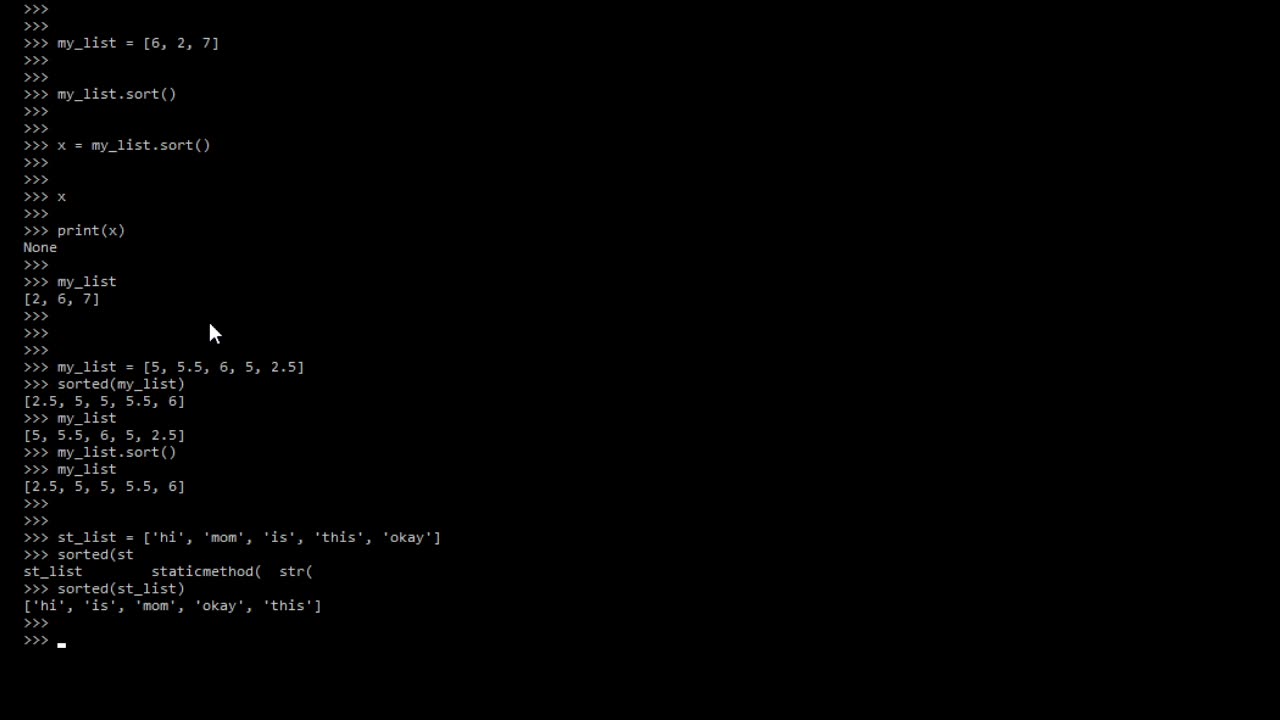 >>>
>>>
>>> my_list = [6, 2, 7]
>>>
>>>
>>> my_list.sort()
>>>
>>>
>>> x = my_list.sort()
>>>
>>>
>>> x
>>>
>>> print(x)
None
>>>
>>> my_list
[2, 6, 7]
>>>
>>>
>>>
>>> my_list = [5, 5.5, 6, 5, 2.5]
>>> sorted(my_list)
[2.5, 5, 5, 5.5, 6]
>>> my_list
[5, 5.5, 6, 5, 2.5]
>>> my_list.sort()
>>> my_list
[2.5, 5, 5, 5.5, 6]
>>>
>>>
>>> st_list = ['hi', 'mom', 'is', 'this', 'okay']
>>> sorted(st
st_list        staticmethod(  str(
>>> sorted(st_list)
['hi', 'is', 'mom', 'okay', 'this']
>>>
>>>